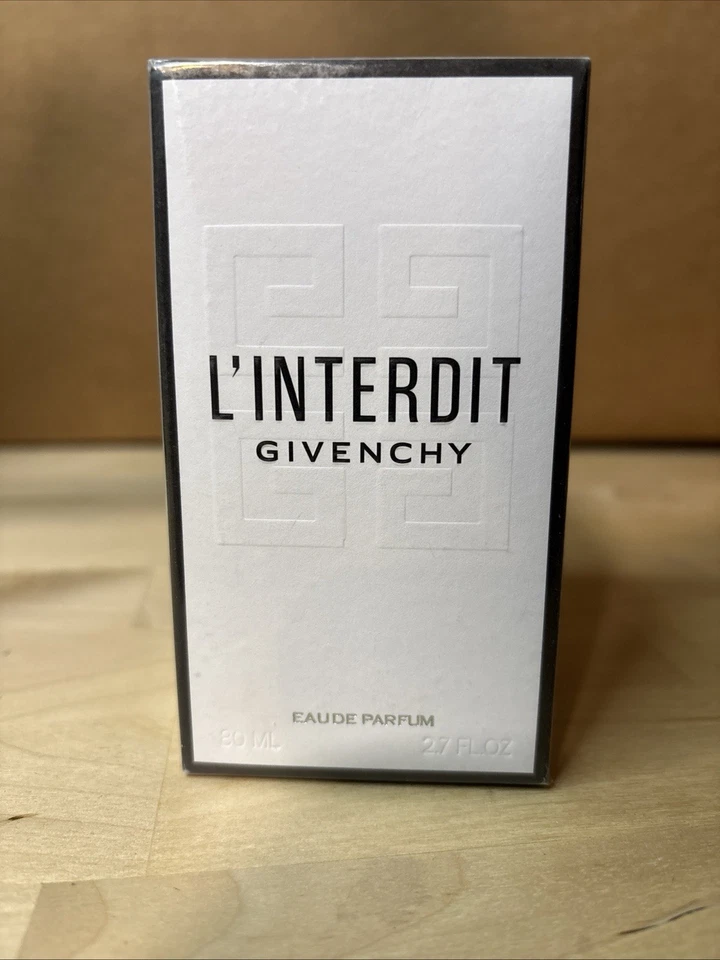 L'INTERDIT
GIVENCHY
EAU DE PARFUM
80 ML 2.7 FL.OZ